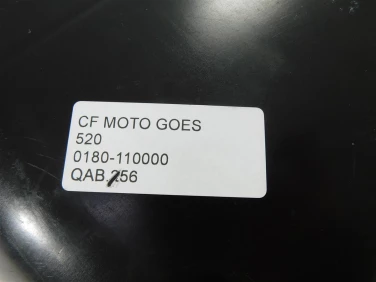 CF MOTO GOES
520
0180-110000
QAB.256